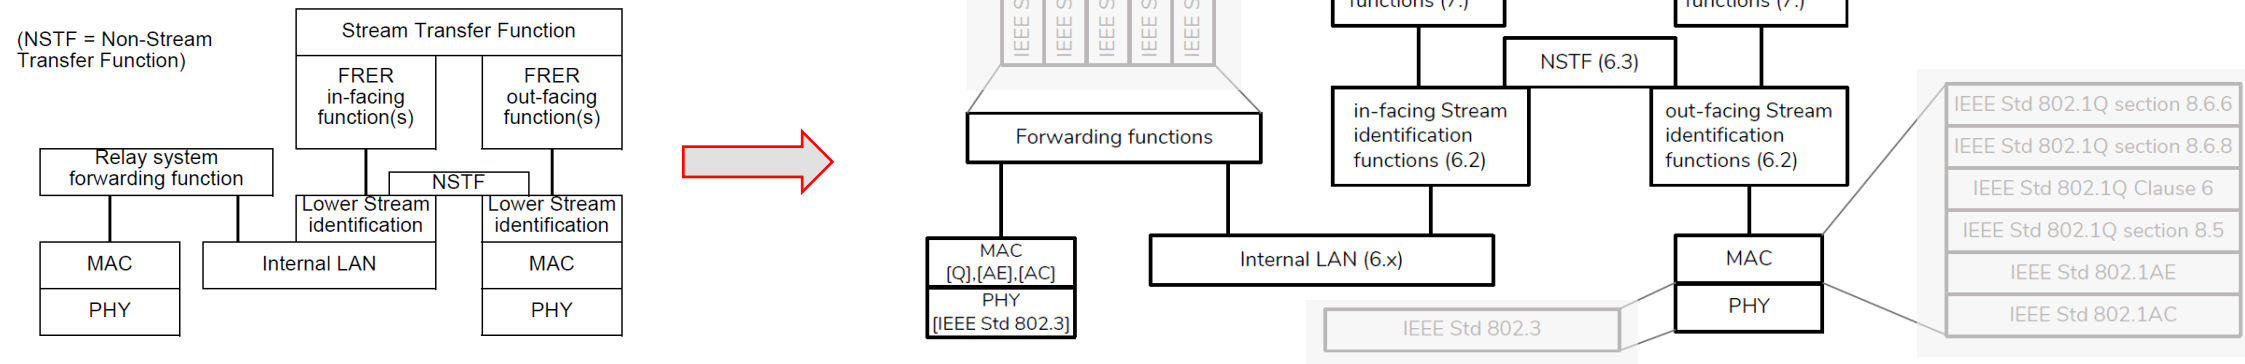 (NSTF = Non-Stream
Transfer Function)
Stream Transfer Function
FRER
in-facing
function(s)
FRER
out-facing
function(s)
Relay system
forwarding function
NSTF
Lower Stream
identification
Lower Stream
identification
MAC
Internal LAN
MAC
PHY
PHY
IEEE S
IEEE S
IEEE S
IEEE S
IEEE S
functions (7.)
functions (7.)
NSTF (6.3)
Forwarding functions
in-facing Stream
identification
functions (6.2)
out-facing Stream
identification
functions (6.2)
MAC
[Q],[AE],[AC]
PHY
[IEEE Std 802.3]
Internal LAN (6.x)
MAC
PHY
IEEE Std 802.3
IEEE Std 802.1Q section 8.6.6
IEEE Std 802.1Q section 8.6.8
IEEE Std 802.1Q Clause 6
IEEE Std 802.1Q section 8.5
IEEE Std 802.1AE
IEEE Std 802.1AC